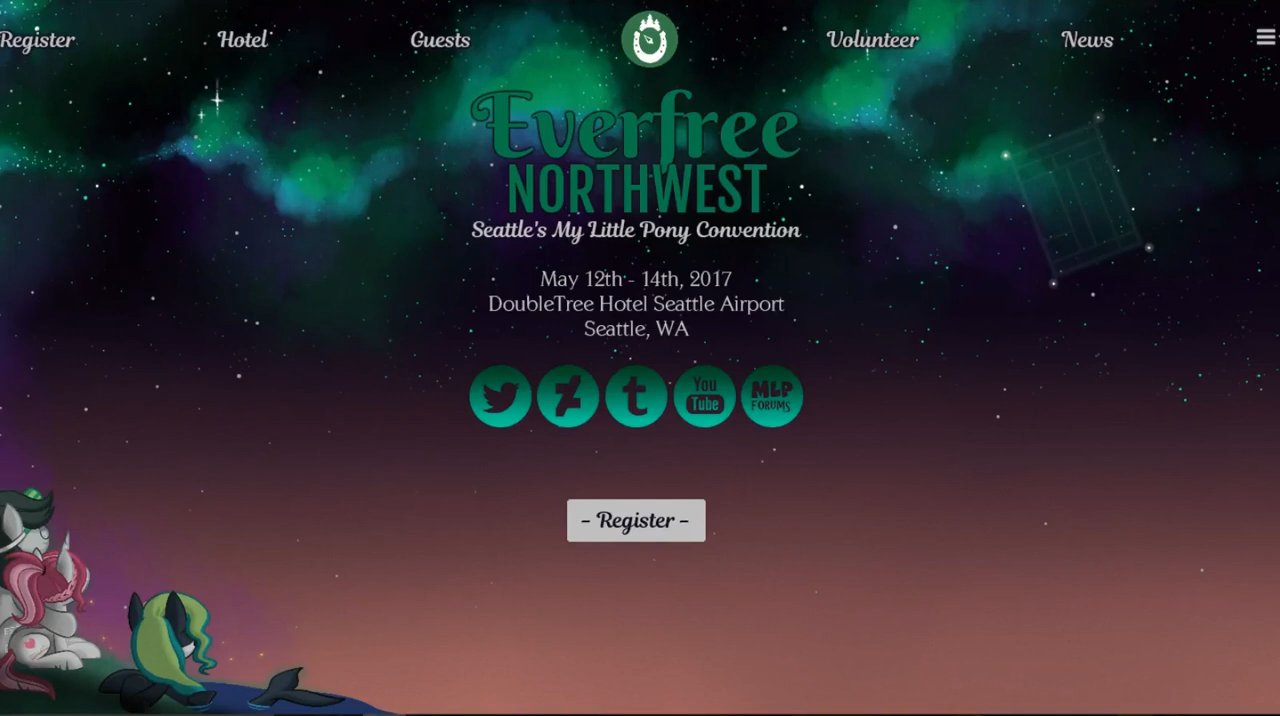 Register Hotel Guests Volunteer News
Everfree
NORTHWEST
Seattle's My Little Pony Convention
May 12th - 14th, 2017
DoubleTree Hotel Seattle Airport
Seattle, WA
You
Tube
MLP
FORUMS
- Register -